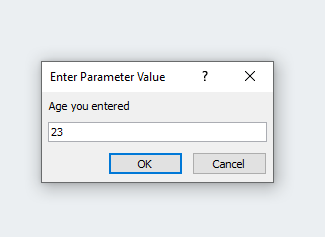 Enter Parameter Value ?
Age you entered
23
OK Cancel